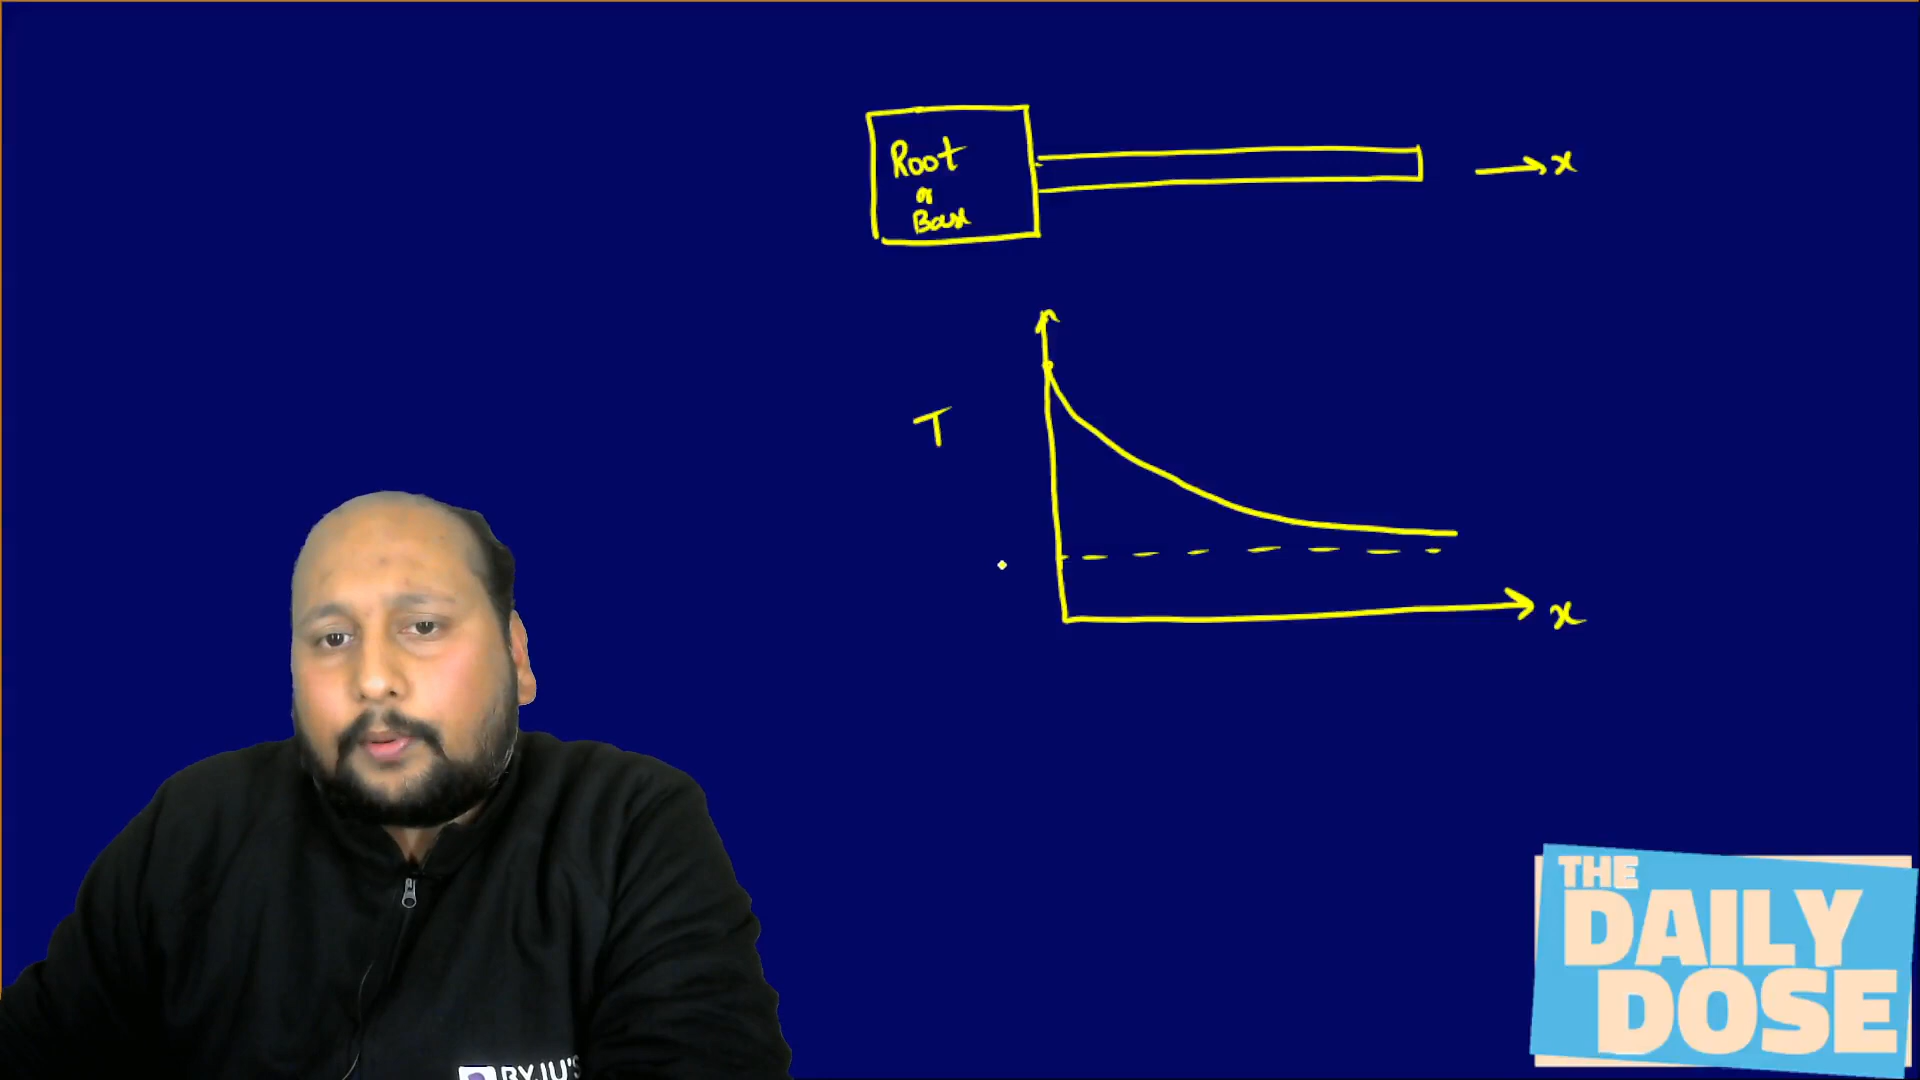 Root
or
Base
x
T
x
BYJU'S
THE
DAILY
DOSE